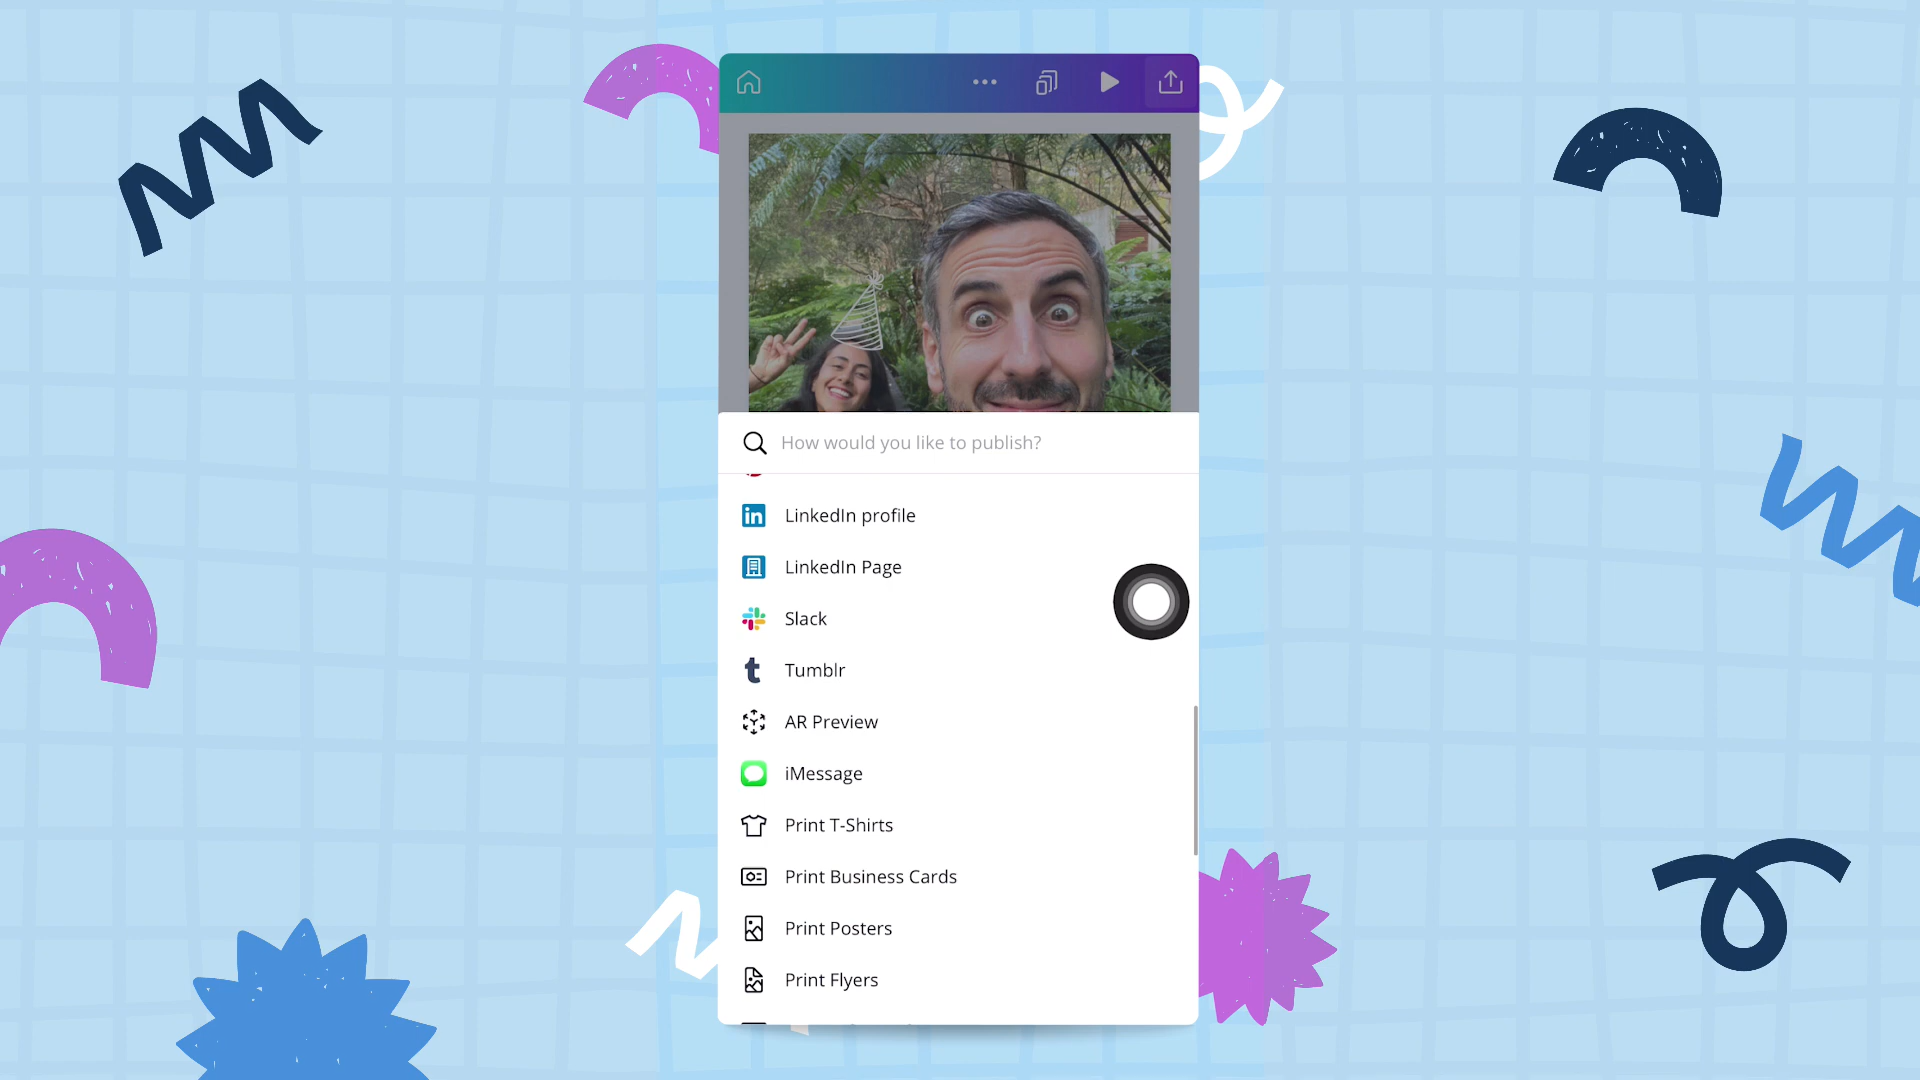 How would you like to publish?
LinkedIn profile
LinkedIn Page
Slack
Tumblr
AR Preview
iMessage
Print T-Shirts
Print Business Cards
Print Posters
Print Flyers